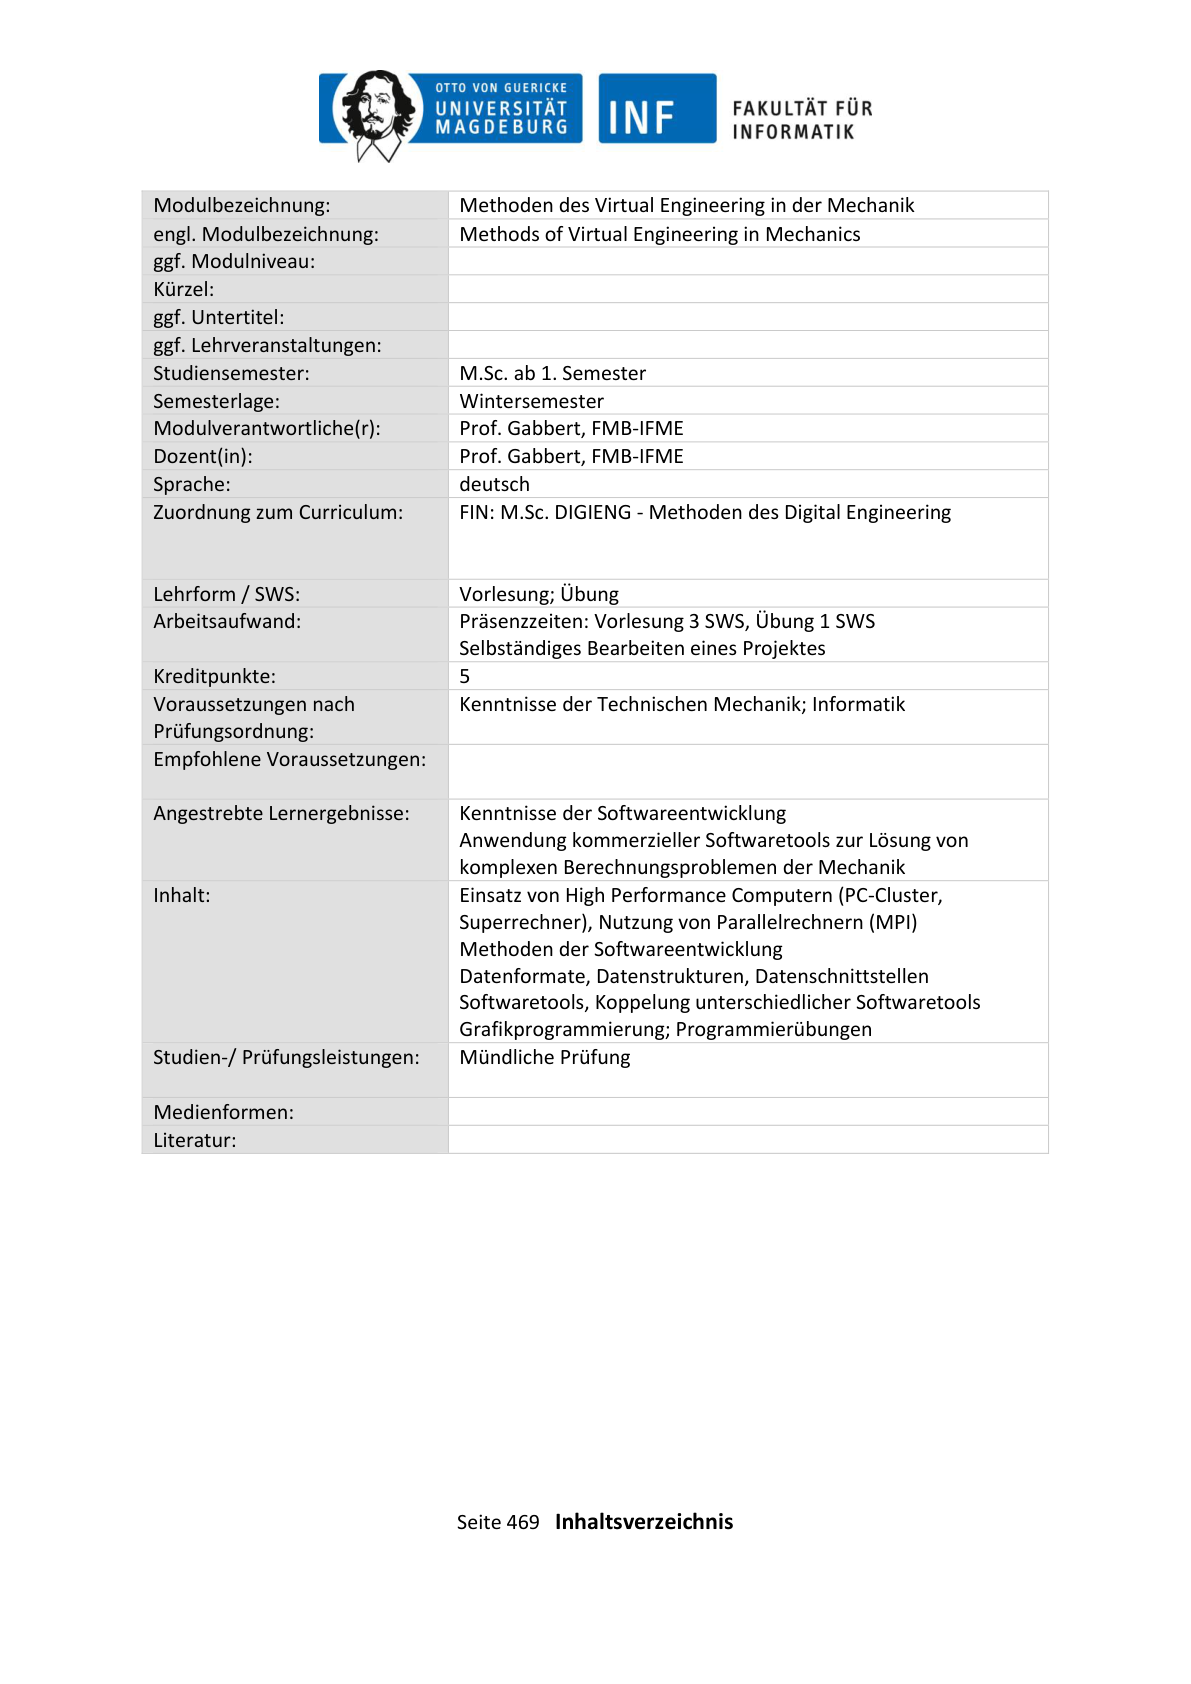 OTTO VON GUERICKE
UNIVERSITÄT
MAGDEBURG
INF
FAKULTÄT FÜR
INFORMATIK
Modulbezeichnung: Methoden des Virtual Engineering in der Mechanik
engl. Modulbezeichnung: Methods of Virtual Engineering in Mechanics
ggf. Modulniveau:
Kürzel:
ggf. Untertitel:
ggf. Lehrveranstaltungen:
Studiensemester: M.Sc. ab 1. Semester
Semesterlage: Wintersemester
Modulverantwortliche(r): Prof. Gabbert, FMB-IFME
Dozent(in): Prof. Gabbert, FMB-IFME
Sprache: deutsch
Zuordnung zum Curriculum: FIN: M.Sc. DIGIENG - Methoden des Digital Engineering
Lehrform / SWS: Vorlesung; Übung
Arbeitsaufwand: Präsenzzeiten: Vorlesung 3 SWS, Übung 1 SWS
Selbständiges Bearbeiten eines Projektes
Kreditpunkte: 5
Voraussetzungen nach Kenntnisse der Technischen Mechanik; Informatik
Prüfungsordnung:
Empfohlene Voraussetzungen:
Angestrebte Lernergebnisse: Kenntnisse der Softwareentwicklung
Anwendung kommerzieller Softwaretools zur Lösung von
komplexen Berechnungsproblemen der Mechanik
Inhalt: Einsatz von High Performance Computern (PC-Cluster,
Superrechner), Nutzung von Parallelrechnern (MPI)
Methoden der Softwareentwicklung
Datenformate, Datenstrukturen, Datenschnittstellen
Softwaretools, Koppelung unterschiedlicher Softwaretools
Grafikprogrammierung; Programmierübungen
Studien-/ Prüfungsleistungen: Mündliche Prüfung
Medienformen:
Literatur:
Seite 469 Inhaltsverzeichnis